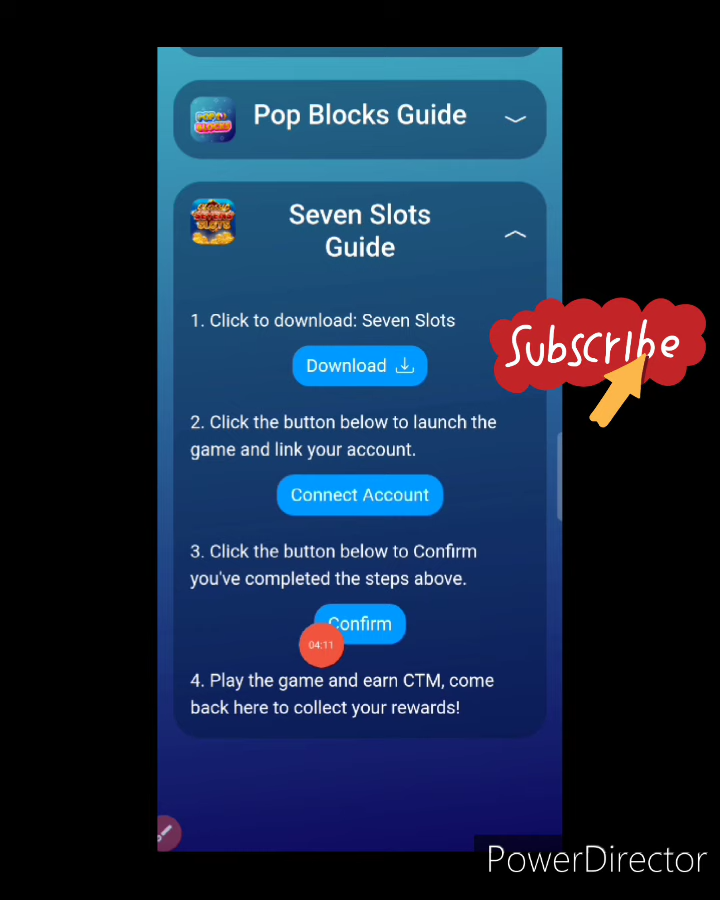 POP
BLOCKS
Pop Blocks Guide
SLOTS
Seven Slots
Guide
1. Click to download: Seven Slots
Download
Subscribe
2. Click the button below to launch the
game and link your account.
Connect Account
3. Click the button below to Confirm
you've completed the steps above.
Confirm
04:11
4. Play the game and earn CTM, come
back here to collect your rewards!
PowerDirector